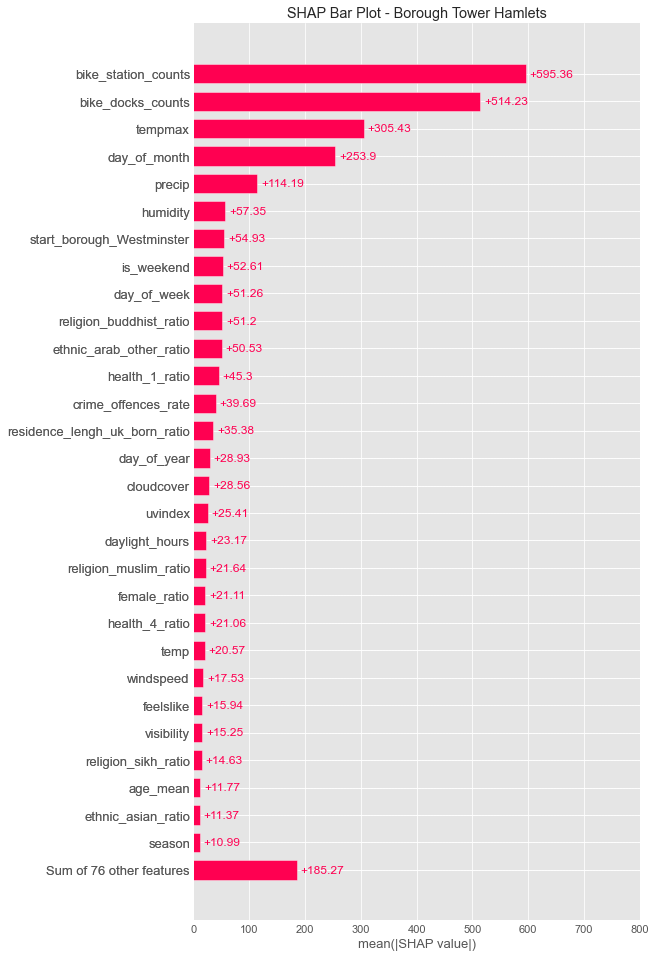 SHAP Bar Plot - Borough Tower Hamlets
bike_station_counts +595.36
bike_docks_counts +514.23
tempmax +305.43
day_of_month +253.9
precip +114.19
humidity +57.35
start_borough_Westminster +54.93
is_weekend +52.61
day_of_week +51.26
religion_buddhist_ratio +51.2
ethnic_arab_other_ratio +50.53
health_1_ratio +45.3
crime_offences_rate +39.69
residence_lengh_uk_born_ratio +35.38
day_of_year +28.93
cloudcover +28.56
uvindex +25.41
daylight_hours +23.17
religion_muslim_ratio +21.64
female_ratio +21.11
health_4_ratio +21.06
temp +20.57
windspeed +17.53
feelslike +15.94
visibility +15.25
religion_sikh_ratio +14.63
age_mean +11.77
ethnic_asian_ratio +11.37
season +10.99
Sum of 76 other features +185.27
0 100 200 300 400 500 600 700 800
mean(|SHAP value|)